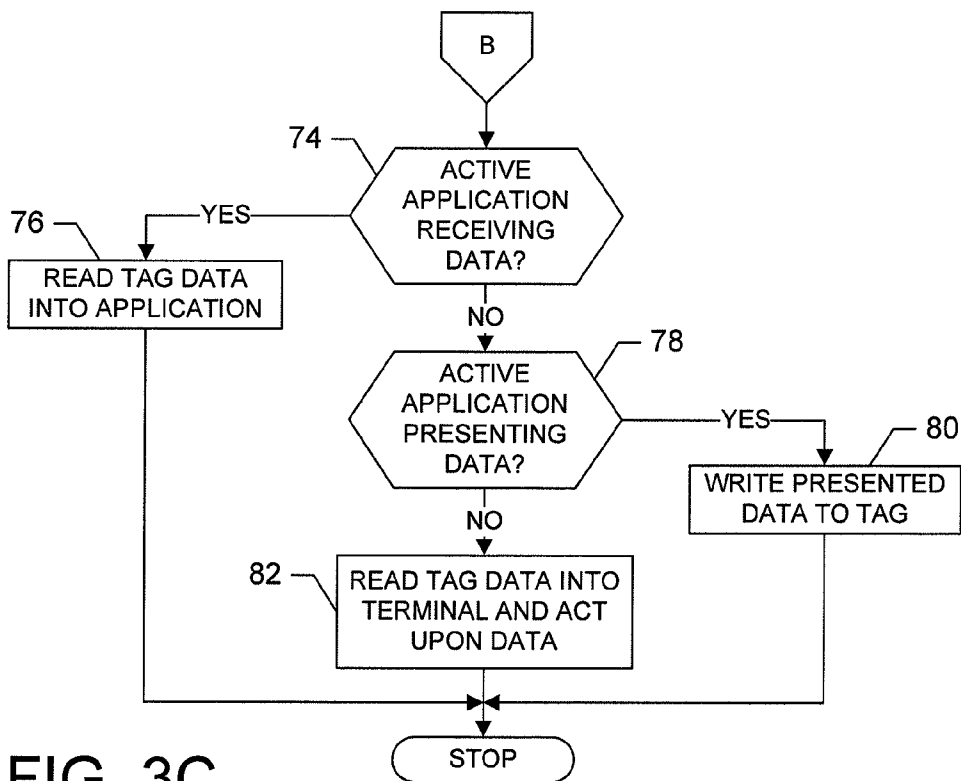 B
74
ACTIVE
APPLICATION
RECEIVING
DATA?
YES
76
READ TAG DATA
INTO APPLICATION
NO
78
ACTIVE
APPLICATION
PRESENTING
DATA?
YES
80
WRITE PRESENTED
DATA TO TAG
NO
82
READ TAG DATA INTO
TERMINAL AND ACT
UPON DATA
STOP
FIG. 3C